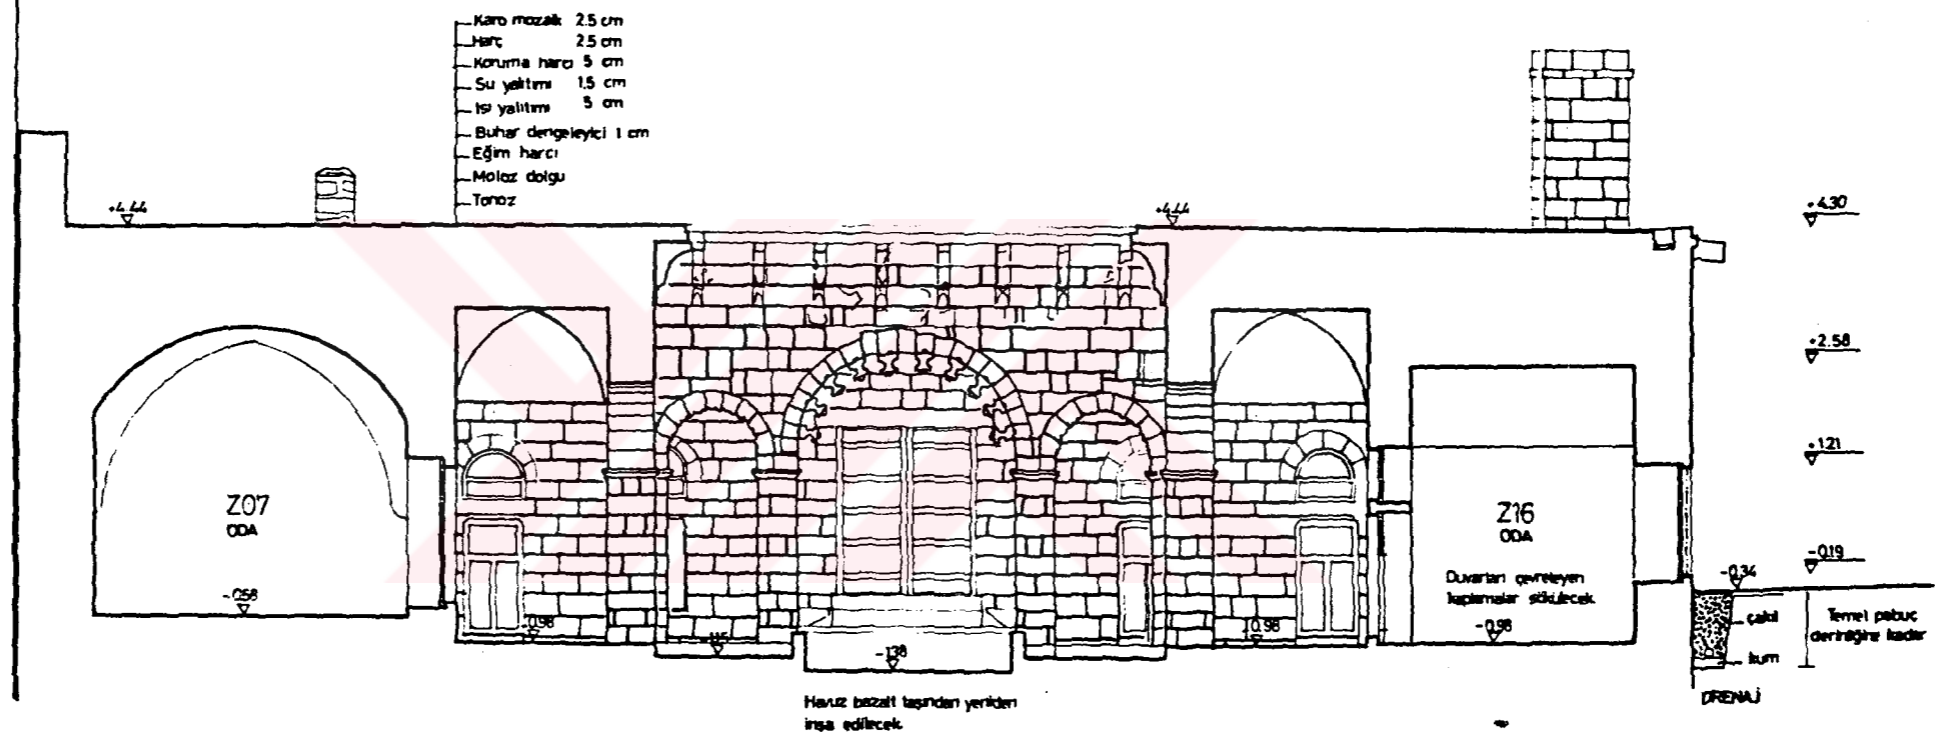 Karo mozaik 2.5 cm
Harç 2.5 cm
Koruma harcı 5 cm
Su yalıtımı 1.5 cm
Isı yalıtımı 5 cm
Buhar dengeleyici 1 cm
Eğim harcı
Moloz dolgu
Tonoz
+4.44
+4.44
+4.30
+2.58
+1.21
Z07
ODA
Z16
ODA
-0.19
-0.34
Duvarları çevreleyen
kaplamalar sökülecek.
-0.58
-0.98
-1.15
-1.38
-0.98
-0.98
çakıl
kum
Temel pabuç
derinliğine kadar
DRENAJ
Havuz bazalt taşından yeniden
inşa edilecek.